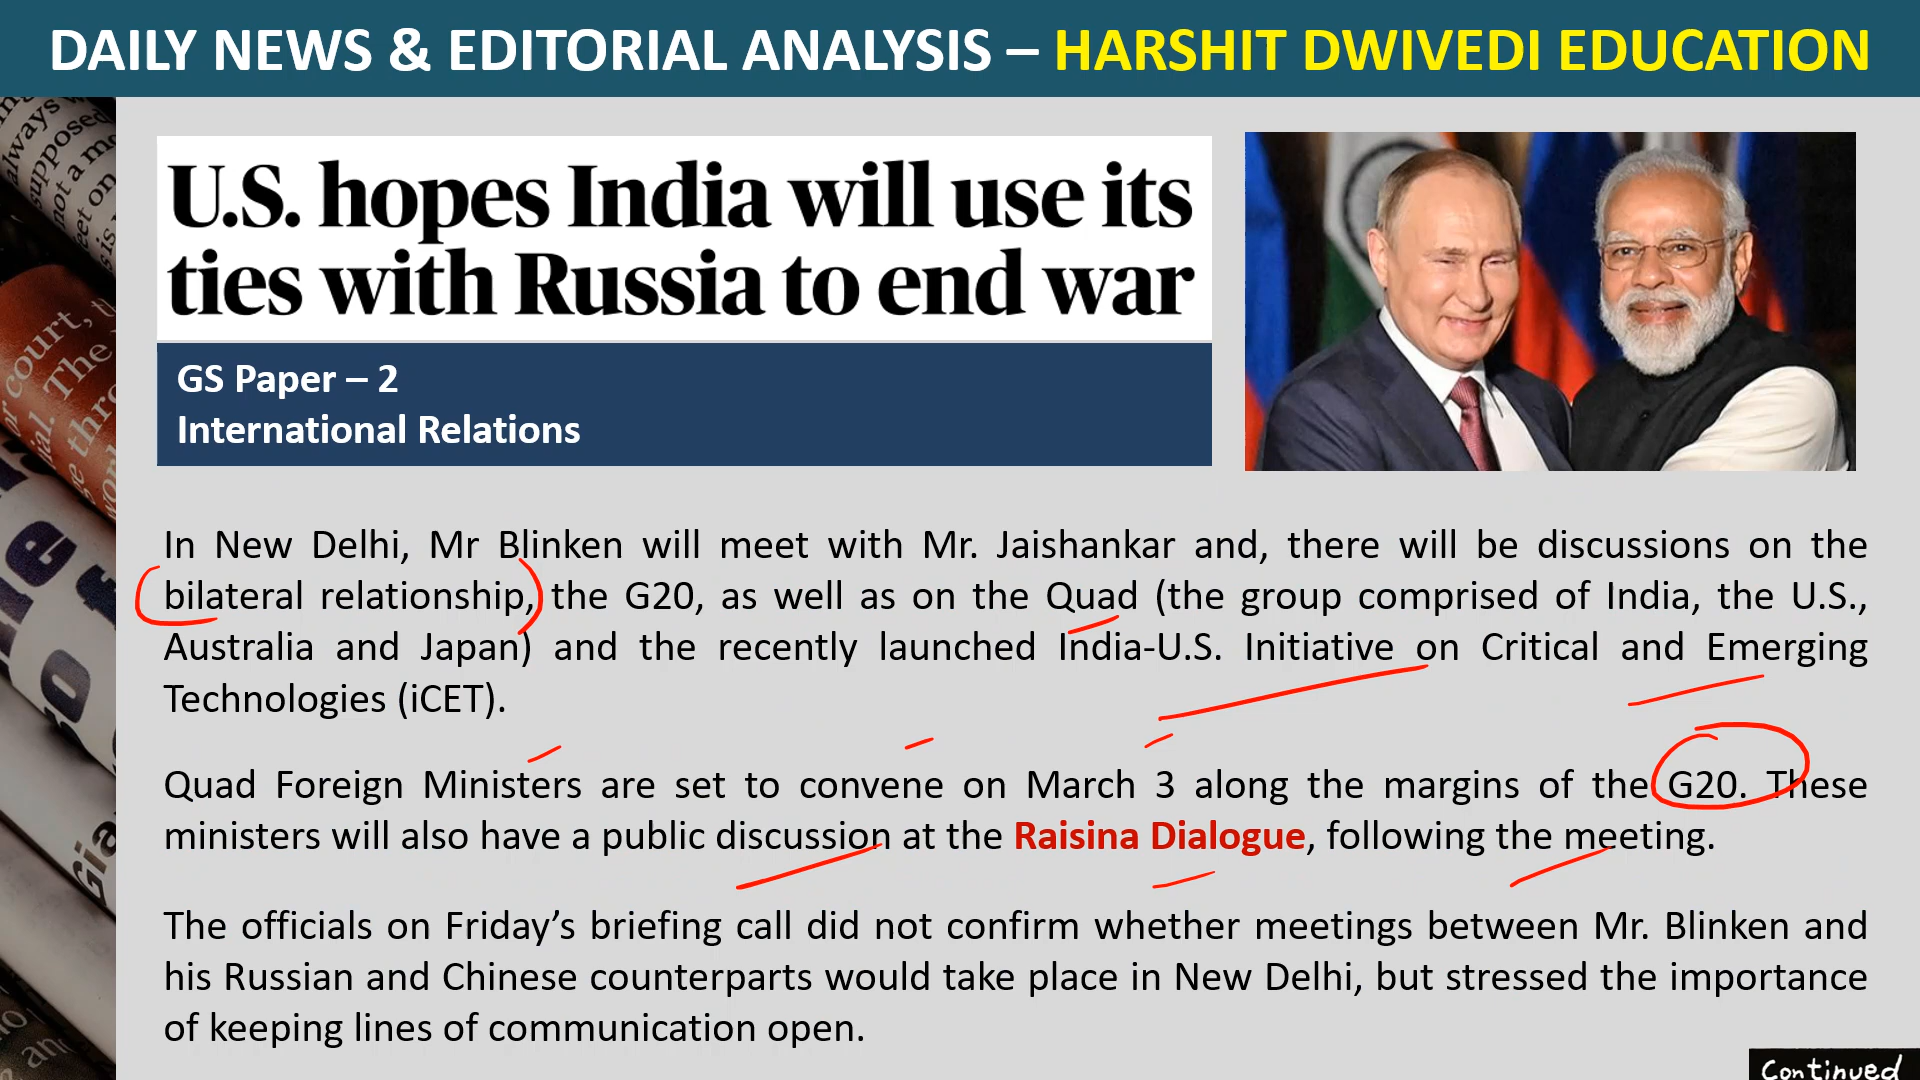 DAILY NEWS & EDITORIAL ANALYSIS – HARSHIT DWIVEDI EDUCATION
U.S. hopes India will use its
ties with Russia to end war
GS Paper – 2
International Relations
In New Delhi, Mr Blinken will meet with Mr. Jaishankar and, there will be discussions on the
bilateral relationship, the G20, as well as on the Quad (the group comprised of India, the U.S.,
Australia and Japan) and the recently launched India-U.S. Initiative on Critical and Emerging
Technologies (iCET).
Quad Foreign Ministers are set to convene on March 3 along the margins of the G20. These
ministers will also have a public discussion at the Raisina Dialogue, following the meeting.
The officials on Friday’s briefing call did not confirm whether meetings between Mr. Blinken and
his Russian and Chinese counterparts would take place in New Delhi, but stressed the importance
of keeping lines of communication open.
Continued
always
supposed
not a
court,
The